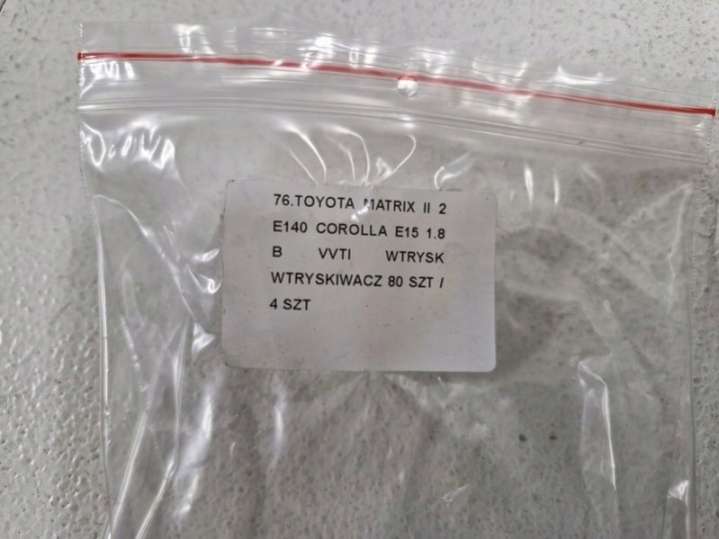 76.TOYOTA MATRIX II 2
E140 COROLLA E15 1.8
B VVTI WTRYSK
WTRYSKIWACZ 80 SZT /
4 SZT